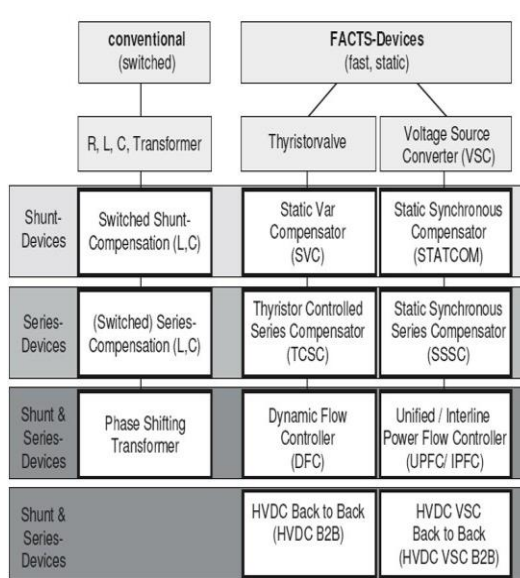 conventional
(switched)
FACTS-Devices
(fast, static)
R, L, C, Transformer
Thyristorvalve
Voltage Source
Converter (VSC)
Shunt-
Devices
Switched Shunt-
Compensation (L,C)
Static Var
Compensator
(SVC)
Static Synchronous
Compensator
(STATCOM)
Series-
Devices
(Switched) Series-
Compensation (L,C)
Thyristor Controlled
Series Compensator
(TCSC)
Static Synchronous
Series Compensator
(SSSC)
Shunt &
Series-
Devices
Phase Shifting
Transformer
Dynamic Flow
Controller
(DFC)
Unified / Interline
Power Flow Controller
(UPFC/ IPFC)
Shunt &
Series-
Devices
HVDC Back to Back
(HVDC B2B)
HVDC VSC
Back to Back
(HVDC VSC B2B)